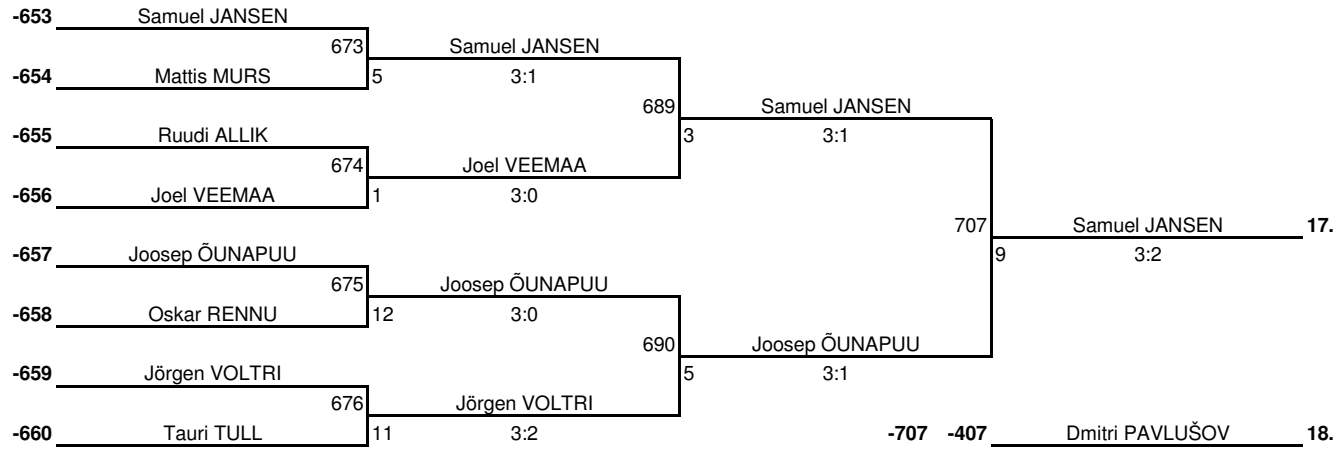 -653 Samuel JANSEN
673 Samuel JANSEN
-654 Mattis MURS 5 3:1
689 Samuel JANSEN
-655 Ruudi ALLIK 3 3:1
674 Joel VEEMAA
-656 Joel VEEMAA 1 3:0
707 Samuel JANSEN 17.
-657 Joosep ÕUNAPUU 9 3:2
675 Joosep ÕUNAPUU
-658 Oskar RENNU 12 3:0
690 Joosep ÕUNAPUU
-659 Jörgen VOLTRI 5 3:1
676 Jörgen VOLTRI
-660 Tauri TULL 11 3:2 -707 -407 Dmitri PAVLUŠOV 18.